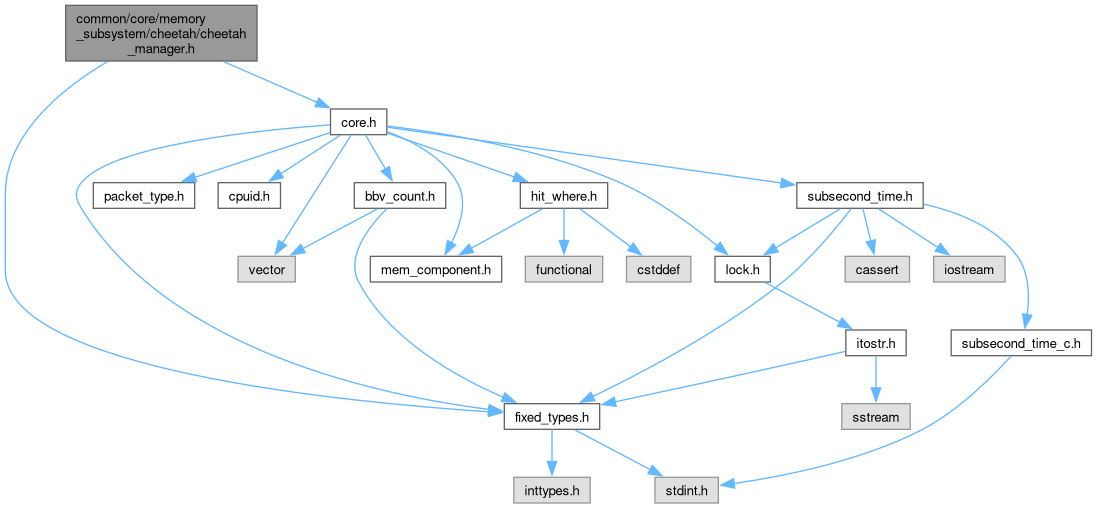 common/core/memory
_subsystem/cheetah/cheetah
_manager.h
core.h
packet_type.h
cpuid.h
bbv_count.h
hit_where.h
subsecond_time.h
vector
mem_component.h
functional
cstddef
lock.h
cassert
iostream
itostr.h
subsecond_time_c.h
fixed_types.h
sstream
inttypes.h
stdint.h